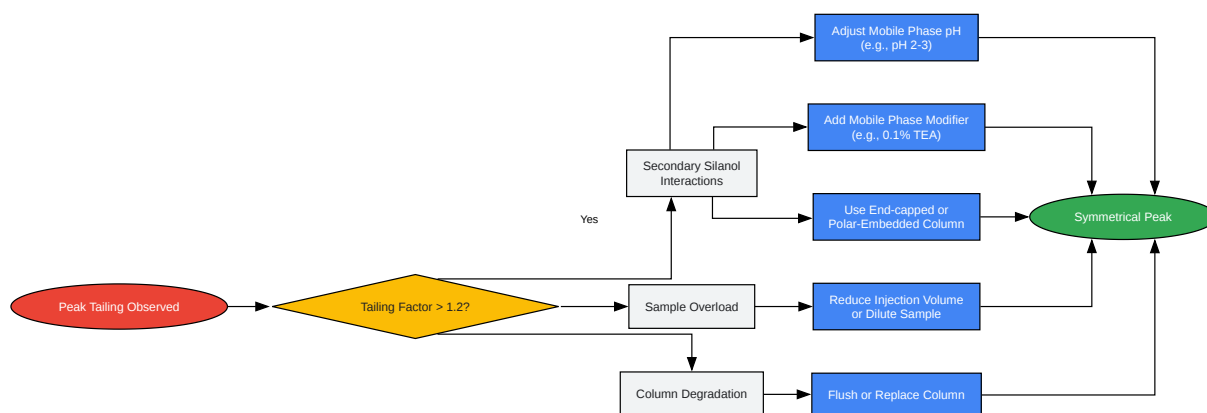 Adjust Mobile Phase pH
(e.g., pH 2-3)
Add Mobile Phase Modifier
(e.g., 0.1% TEA)
Secondary Silanol
Interactions
Yes
Use End-capped or
Polar-Embedded Column
Symmetrical Peak
Peak Tailing Observed
Tailing Factor > 1.2?
Sample Overload
Reduce Injection Volume
or Dilute Sample
Column Degradation
Flush or Replace Column